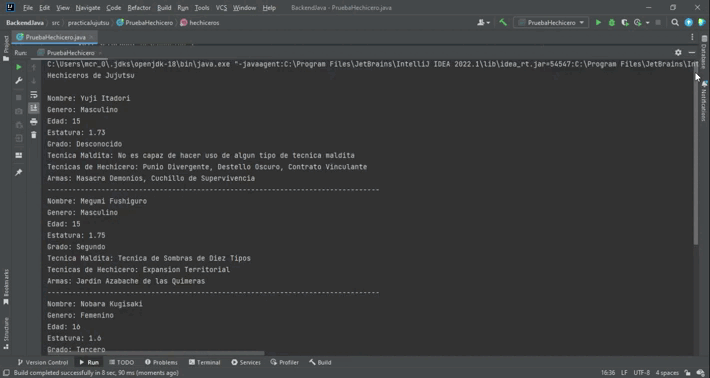 File Edit View Navigate Code Refactor Build Run Tools VCS Window Help BackendJava - PruebaHechicero.java
BackendJava src practicaJujutsu PruebaHechicero hechiceros PruebaHechicero
PruebaHechicero.java
Run: PruebaHechicero
C:\Users\mcr_0\.jdks\openjdk-18\bin\java.exe "-javaagent:C:\Program Files\JetBrains\IntelliJ IDEA 2022.1\lib\idea_rt.jar=54547:C:\Program Files\JetBrains\Int
Hechiceros de Jujutsu
Nombre: Yuji Itadori
Genero: Masculino
Edad: 15
Estatura: 1.73
Grado: Desconocido
Tecnica Maldita: No es capaz de hacer uso de algun tipo de tecnica maldita
Tecnicas de Hechicero: Punio Divergente, Destello Oscuro, Contrato Vinculante
Armas: Masacra Demonios, Cuchillo de Supervivencia
--------------------------------------------------------------------------------
Nombre: Megumi Fushiguro
Genero: Masculino
Edad: 15
Estatura: 1.75
Grado: Segundo
Tecnica Maldita: Tecnica de Sombras de Diez Tipos
Tecnicas de Hechicero: Expansion Territorial
Armas: Jardin Azabache de las Quimeras
--------------------------------------------------------------------------------
Nombre: Nobara Kugisaki
Genero: Femenino
Edad: 16
Estatura: 1.6
Grado: Tercero
Project
Bookmarks
Structure
Database
Notifications
Version Control Run TODO Problems Terminal Services Profiler Build
Build completed successfully in 8 sec, 90 ms (moments ago) 16:36 LF UTF-8 4 spaces